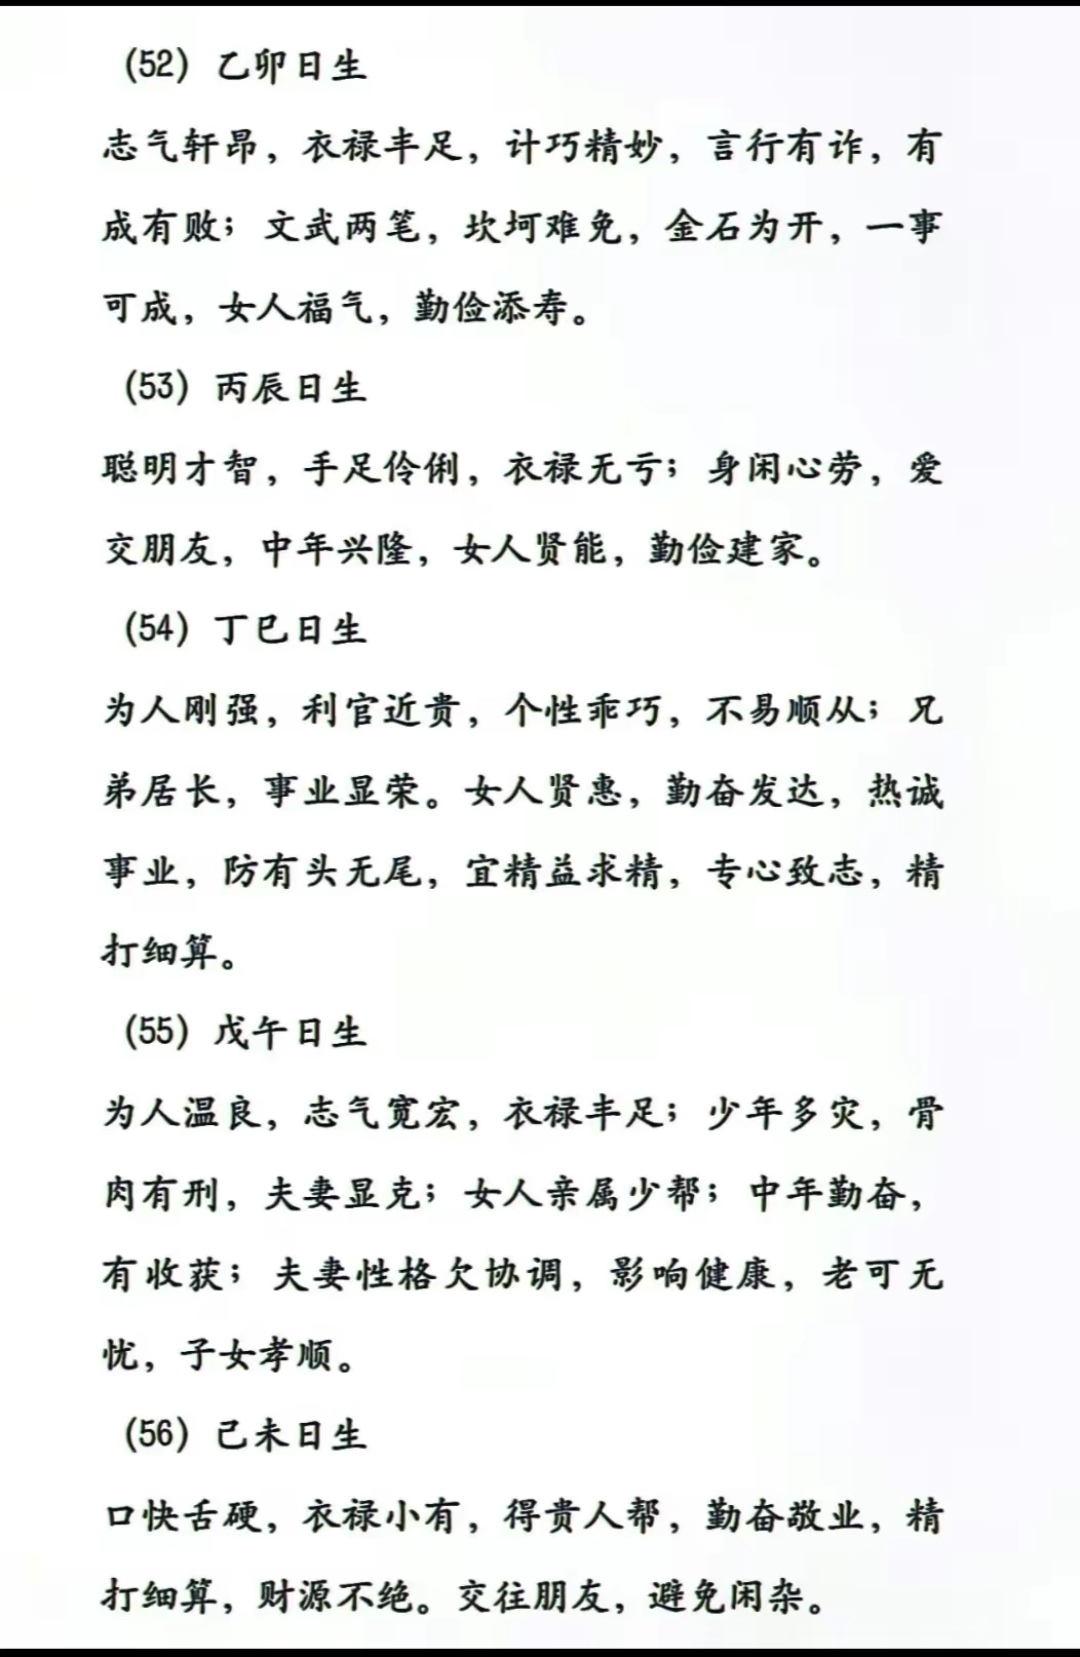 （52）乙卯日生
志气轩昂，衣禄丰足，计巧精妙，言行有诈，有
成有败；文武两笔，坎坷难免，金石为开，一事
可成，女人福气，勤俭添寿。
（53）丙辰日生
聪明才智，手足伶俐，衣禄无亏；身闲心劳，爱
交朋友，中年兴隆，女人贤能，勤俭建家。
（54）丁巳日生
为人刚强，利官近贵，个性乖巧，不易顺从；兄
弟居长，事业显荣。女人贤惠，勤奋发达，热诚
事业，防有头无尾，宜精益求精，专心致志，精
打细算。
（55）戊午日生
为人温良，志气宽宏，衣禄丰足；少年多灾，骨
肉有刑，夫妻显克；女人亲属少帮；中年勤奋，
有收获；夫妻性格欠协调，影响健康，老可无
忧，子女孝顺。
（56）己未日生
口快舌硬，衣禄小有，得贵人帮，勤奋敬业，精
打细算，财源不绝。交往朋友，避免闲杂。